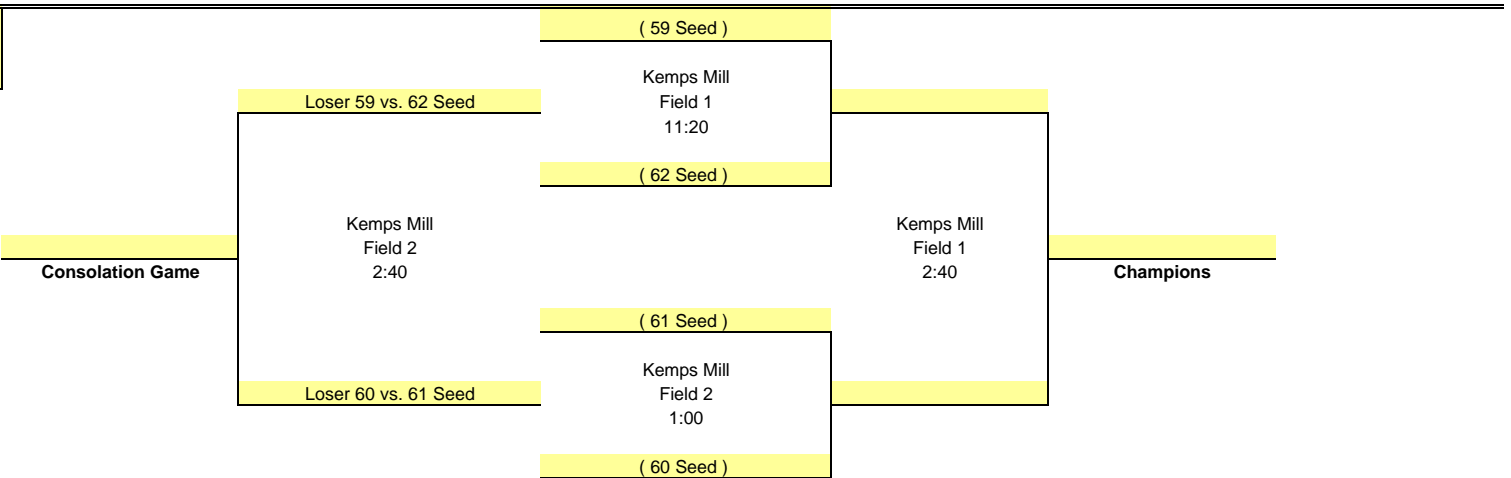 ( 59 Seed )
Kemps Mill
Loser 59 vs. 62 Seed
Field 1
11:20
( 62 Seed )
Kemps Mill
Field 2
2:40
Kemps Mill
Field 1
2:40
Consolation Game
Champions
( 61 Seed )
Kemps Mill
Loser 60 vs. 61 Seed
Field 2
1:00
( 60 Seed )